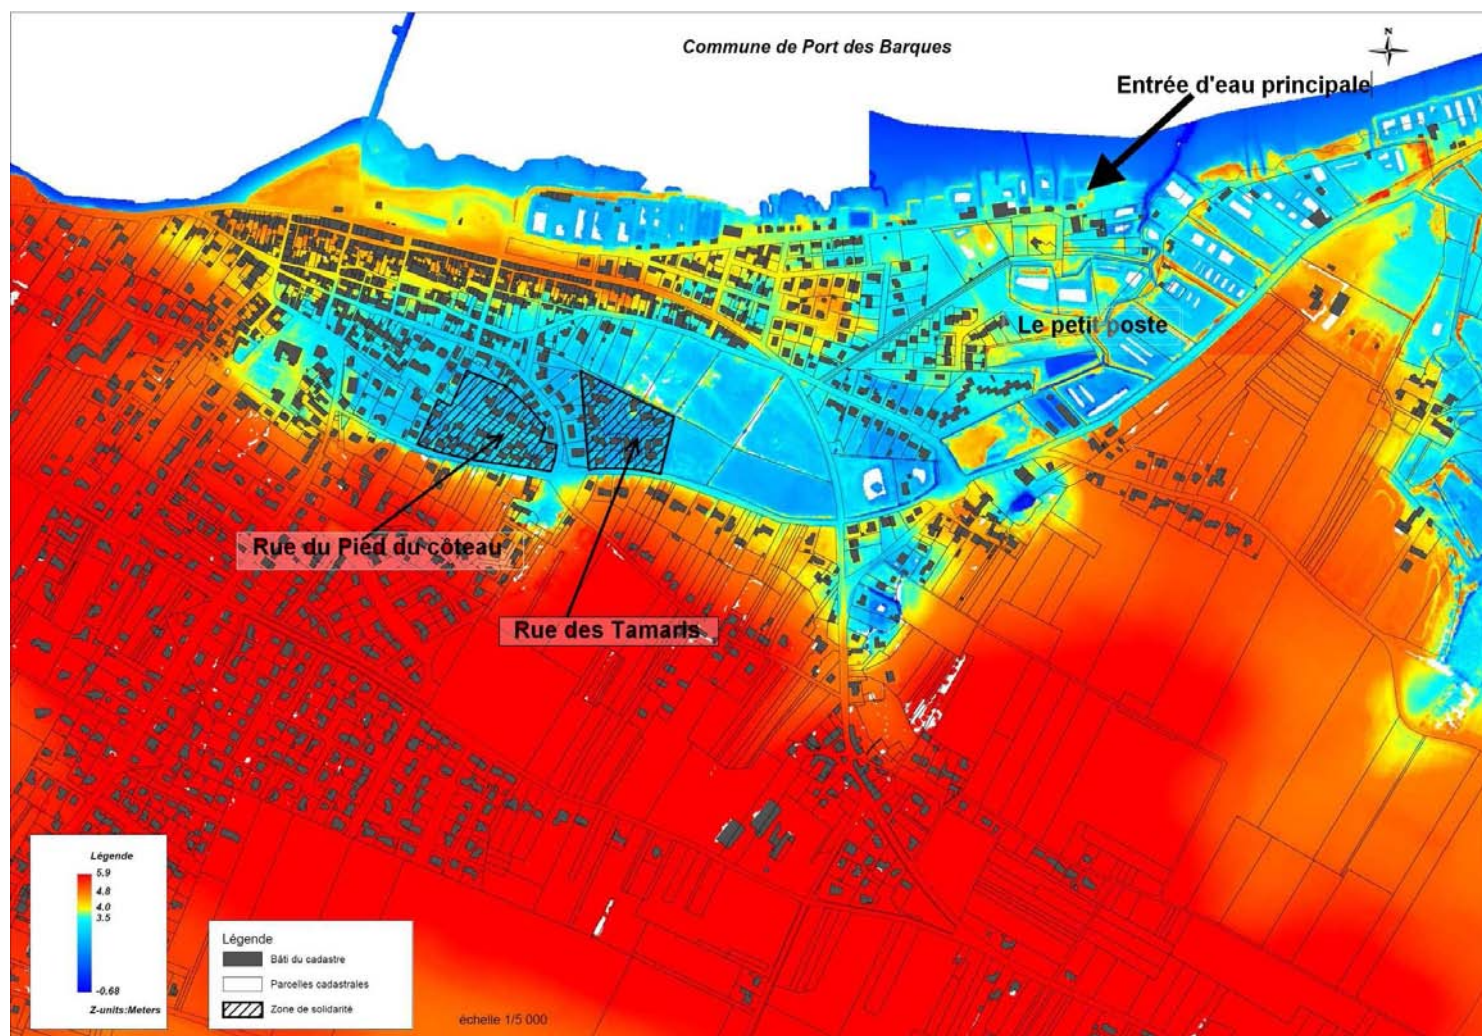 Commune de Port des Barques
N
Entrée d'eau principale
Le petit poste
Rue du Pied du côteau
Rue des Tamaris
Légende
5.9
4.8
4.0
3.5
-0.68
Z-units:Meters
Légende
Bâti du cadastre
Parcelles cadastrales
Zone de solidarité
échelle 1/5 000